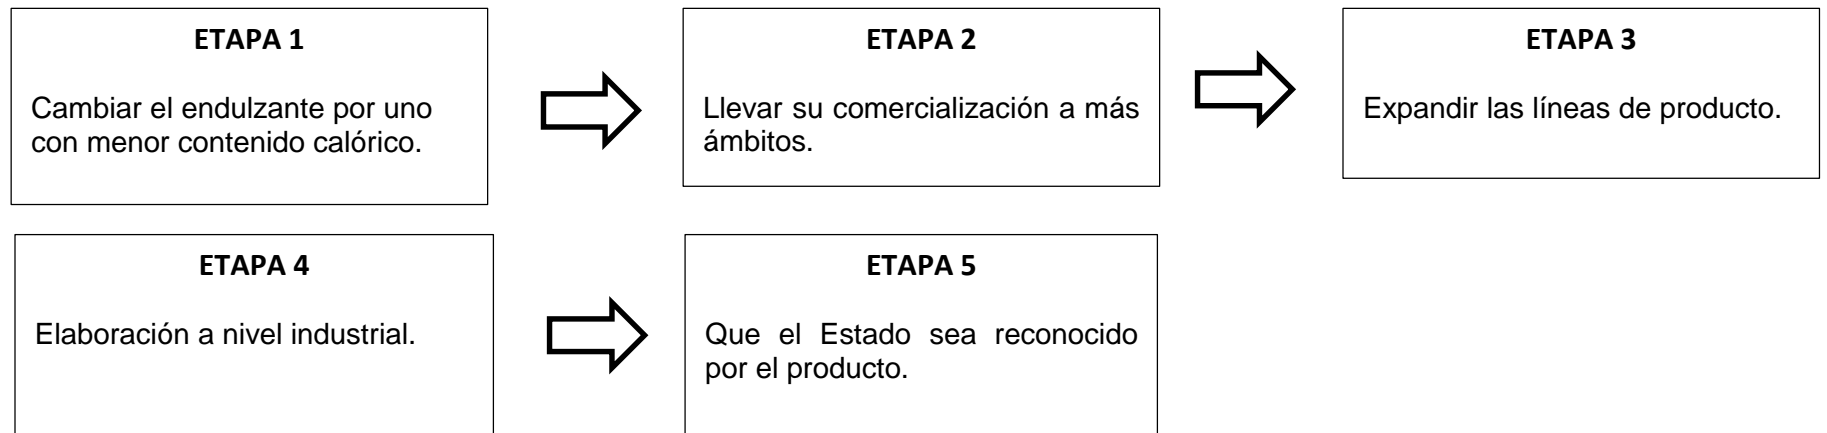 ETAPA 1
Cambiar el endulzante por uno
con menor contenido calórico.
ETAPA 2
Llevar su comercialización a más
ámbitos.
ETAPA 3
Expandir las líneas de producto.
ETAPA 4
Elaboración a nivel industrial.
ETAPA 5
Que el Estado sea reconocido
por el producto.